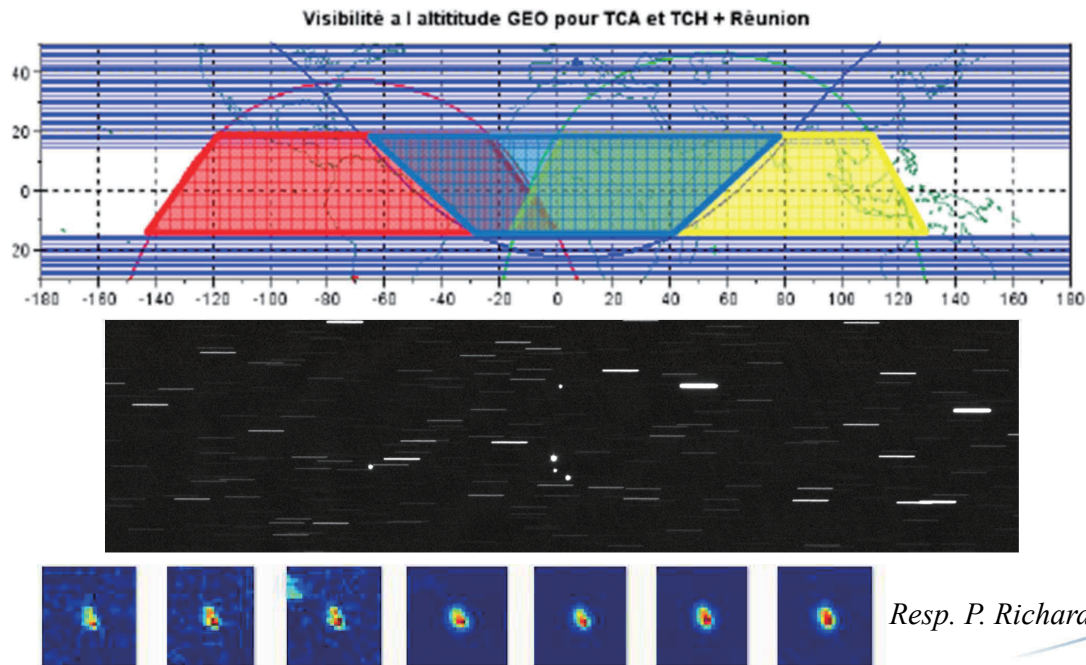 Visibilité a l altititude GEO pour TCA et TCH + Réunion
40
20
0
20
-180 -160 -140 -120 -100 -80 -60 -40 -20 0 20 40 60 80 100 120 140 160 180
Resp. P. Richard